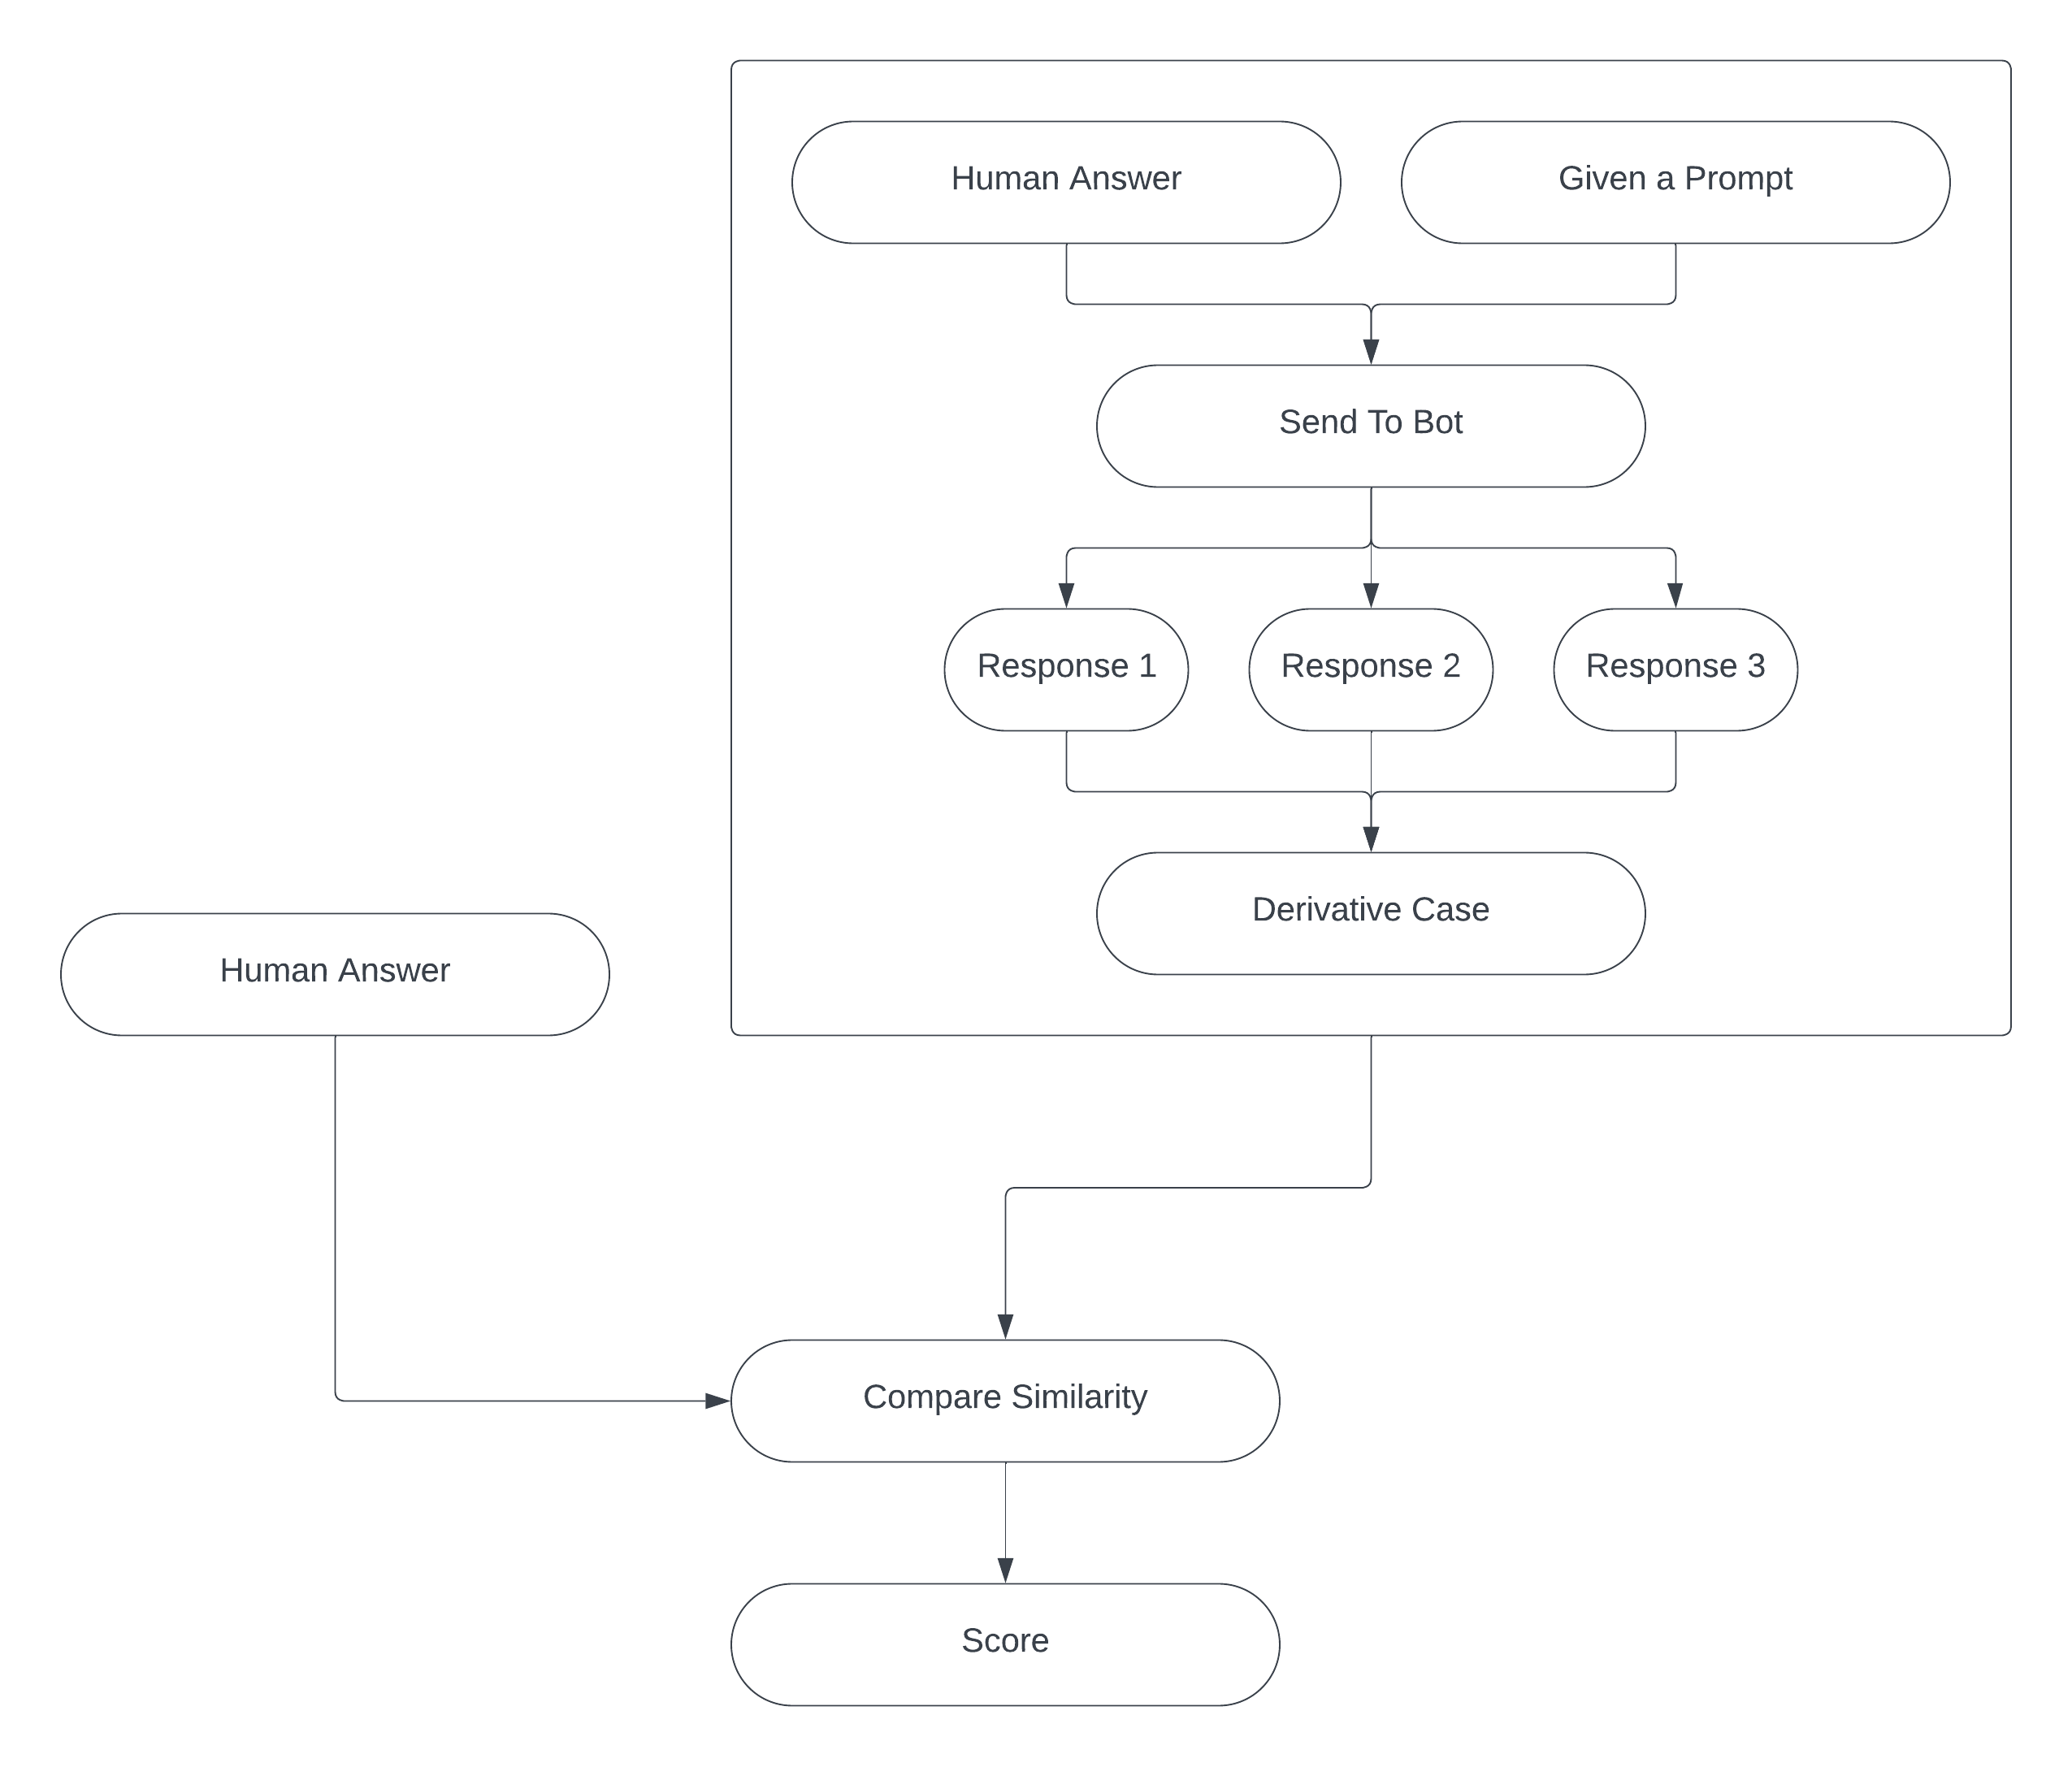 Human Answer
Given a Prompt
Send To Bot
Response 1
Response 2
Response 3
Derivative Case
Human Answer
Compare Similarity
Score